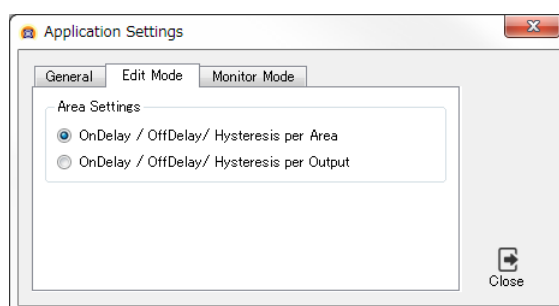 Application Settings
General
Edit Mode
Monitor Mode
Area Settings
OnDelay / OffDelay/ Hysteresis per Area
OnDelay / OffDelay/ Hysteresis per Output
Close